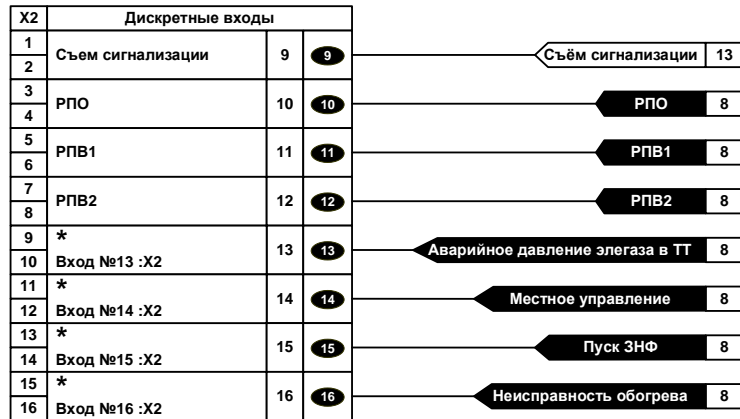 X2 Дискретные входы
1
2
Съем сигнализации 9 9 Съём сигнализации 13
3
4
РПО 10 10 РПО 8
5
6
РПВ1 11 11 РПВ1 8
7
8
РПВ2 12 12 РПВ2 8
9 *
10 Вход №13 :X2 13 13 Аварийное давление элегаза в ТТ 8
11 *
12 Вход №14 :X2 14 14 Местное управление 8
13 *
14 Вход №15 :X2 15 15 Пуск ЗНФ 8
15 *
16 Вход №16 :X2 16 16 Неисправность обогрева 8